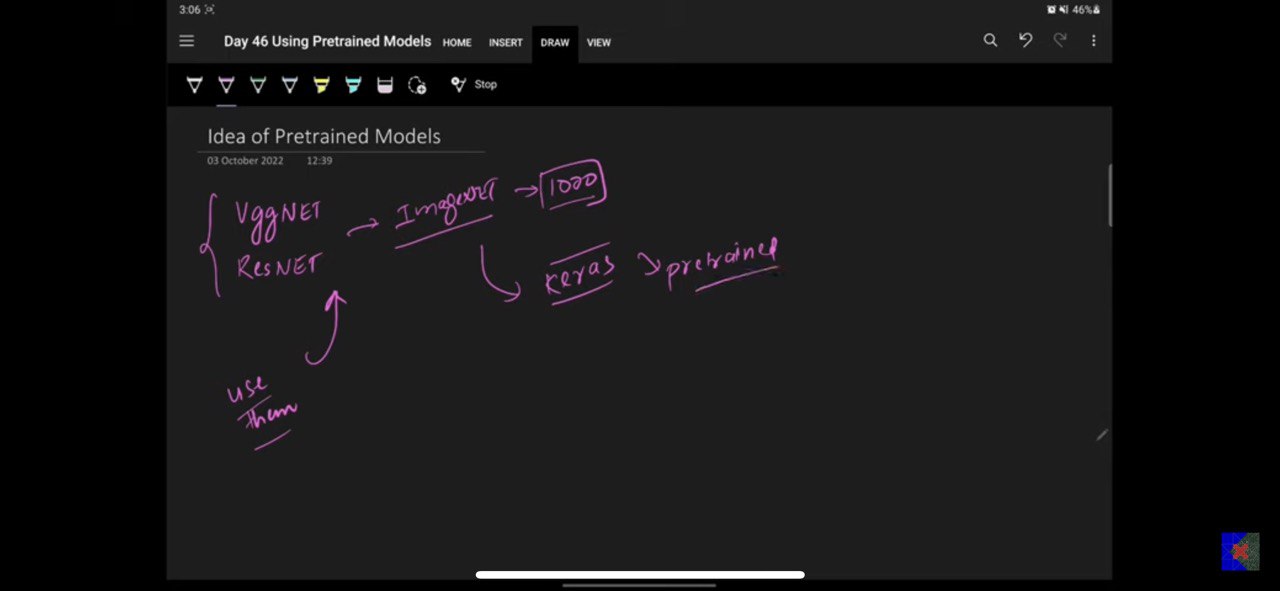 3:06
46%
Day 46 Using Pretrained Models HOME INSERT DRAW VIEW
Stop
Idea of Pretrained Models
03 October 2022 12:39
VggNET
ResNET
ImageNET
1000
Keras
pretrained
use
them